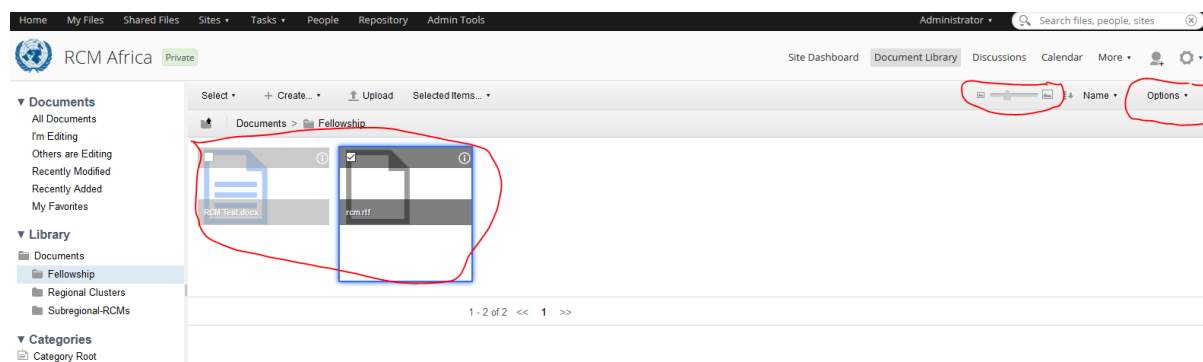 Home My Files Shared Files Sites Tasks People Repository Admin Tools Administrator Search files, people, sites
RCM Africa Private Site Dashboard Document Library Discussions Calendar More
Documents
All Documents
I'm Editing
Others are Editing
Recently Modified
Recently Added
My Favorites
Library
Documents
Fellowship
Regional Clusters
Subregional-RCMs
Categories
Category Root
Select + Create... Upload Selected Items... Name Options
Documents > Fellowship
RCM Test.docx rcm.rtf
1 - 2 of 2 << 1 >>